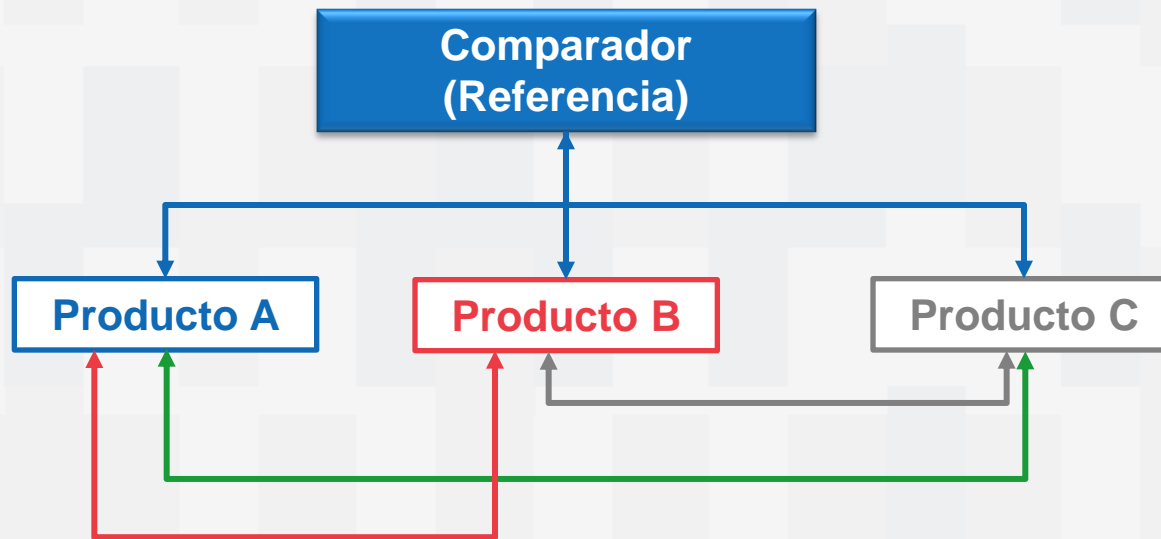 Comparador
(Referencia)
Producto A
Producto B
Producto C